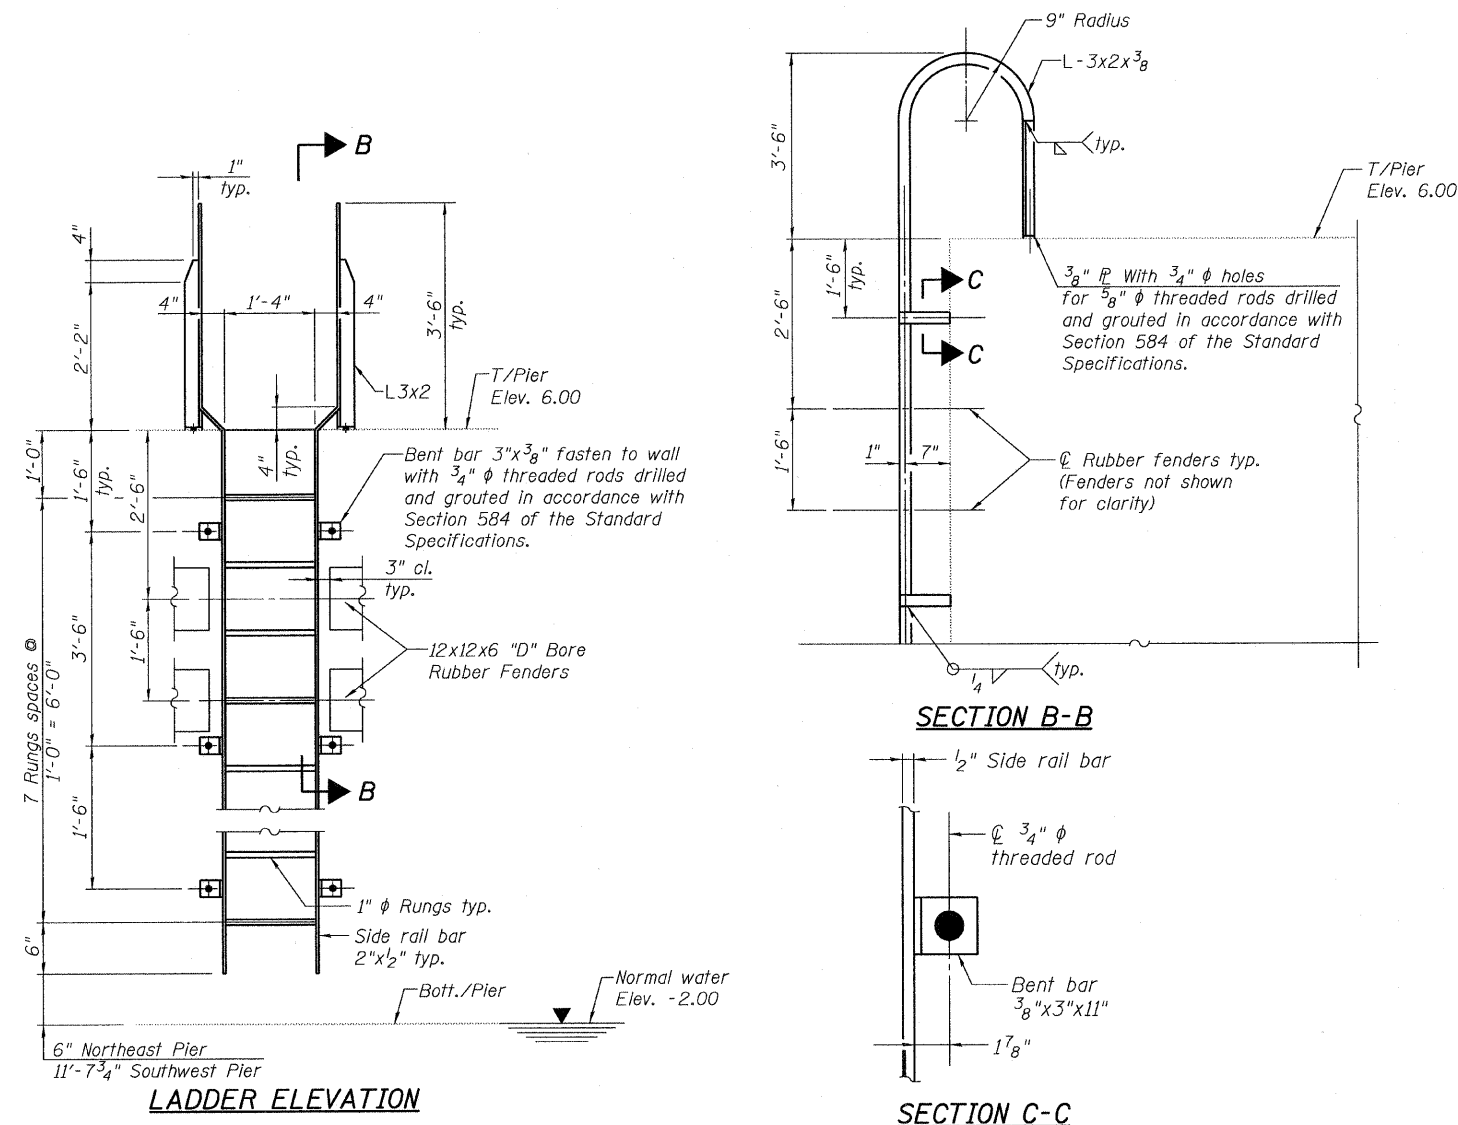 B
1"
typ.
4"
2'-2"
4"
1'-4"
4"
3'-6"
typ.
L3x2
T/Pier
Elev. 6.00
1'-0"
1'-6"
typ.
2'-6"
4"
typ.
Bent bar 3"x3/8" fasten to wall
with 3/4" ϕ threaded rods drilled
and grouted in accordance with
Section 584 of the Standard
Specifications.
3" cl.
typ.
7 Rungs spaces @
1'-0" = 6'-0"
3'-6"
1'-6"
12x12x6 "D" Bore
Rubber Fenders
B
1'-6"
1" ϕ Rungs typ.
Side rail bar
2"x1/2" typ.
6"
Bott./Pier
Normal water
Elev. -2.00
6" Northeast Pier
11'-7 3/4" Southwest Pier
LADDER ELEVATION
9" Radius
L-3x2x3/8
3'-6"
typ.
T/Pier
Elev. 6.00
1'-6"
typ.
C
C
2'-6"
3/8" ℙL With 3/4" ϕ holes
for 5/8" ϕ threaded rods drilled
and grouted in accordance with
Section 584 of the Standard
Specifications.
1'-6"
1"
7"
℄ Rubber fenders typ.
(Fenders not shown
for clarity)
1/4
typ.
SECTION B-B
1/2" Side rail bar
℄ 3/4" ϕ
threaded rod
Bent bar
3/8"x3"x11"
1 7/8"
SECTION C-C